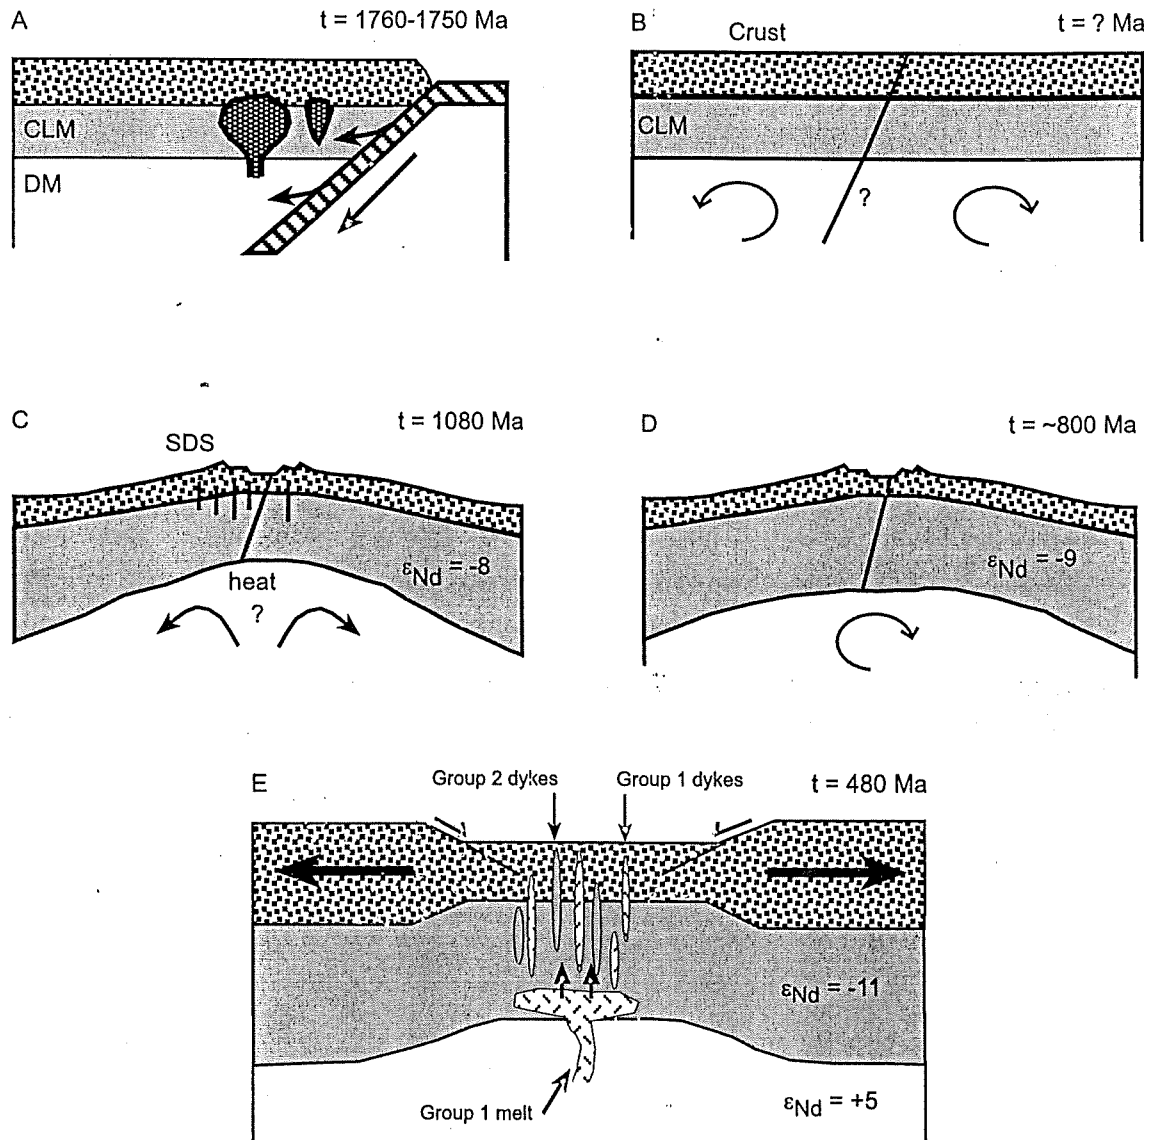 A
t = 1760-1750 Ma
CLM
DM
B
Crust
t = ? Ma
CLM
?
C
SDS
t = 1080 Ma
εNd = -8
heat
?
D
t = ~800 Ma
εNd = -9
E
Group 2 dykes
Group 1 dykes
t = 480 Ma
εNd = -11
Group 1 melt
εNd = +5